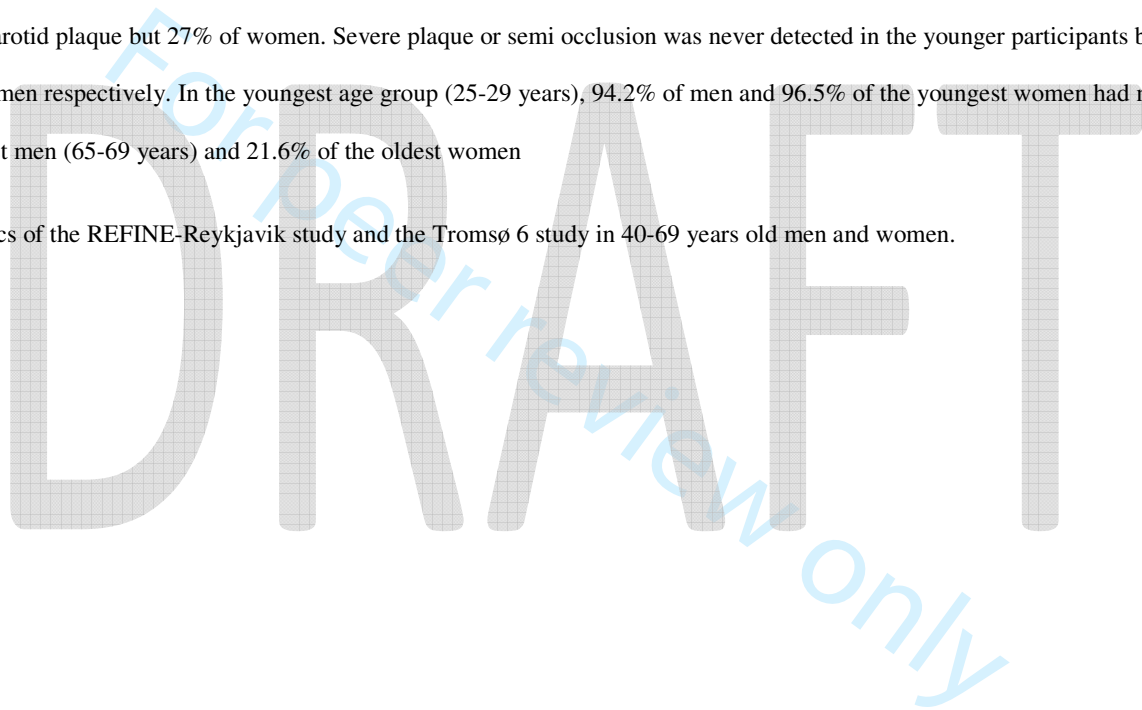 plaque but 27% of women. Severe plaque or semi occlusion was never detected in the younger participants
men respectively. In the youngest age group (25-29 years), 94.2% of men and 96.5% of the youngest women had
men (65-69 years) and 21.6% of the oldest women
of the REFINE-Reykjavik study and the Tromsø 6 study in 40-69 years old men and women.
DRAFT
For peer review only